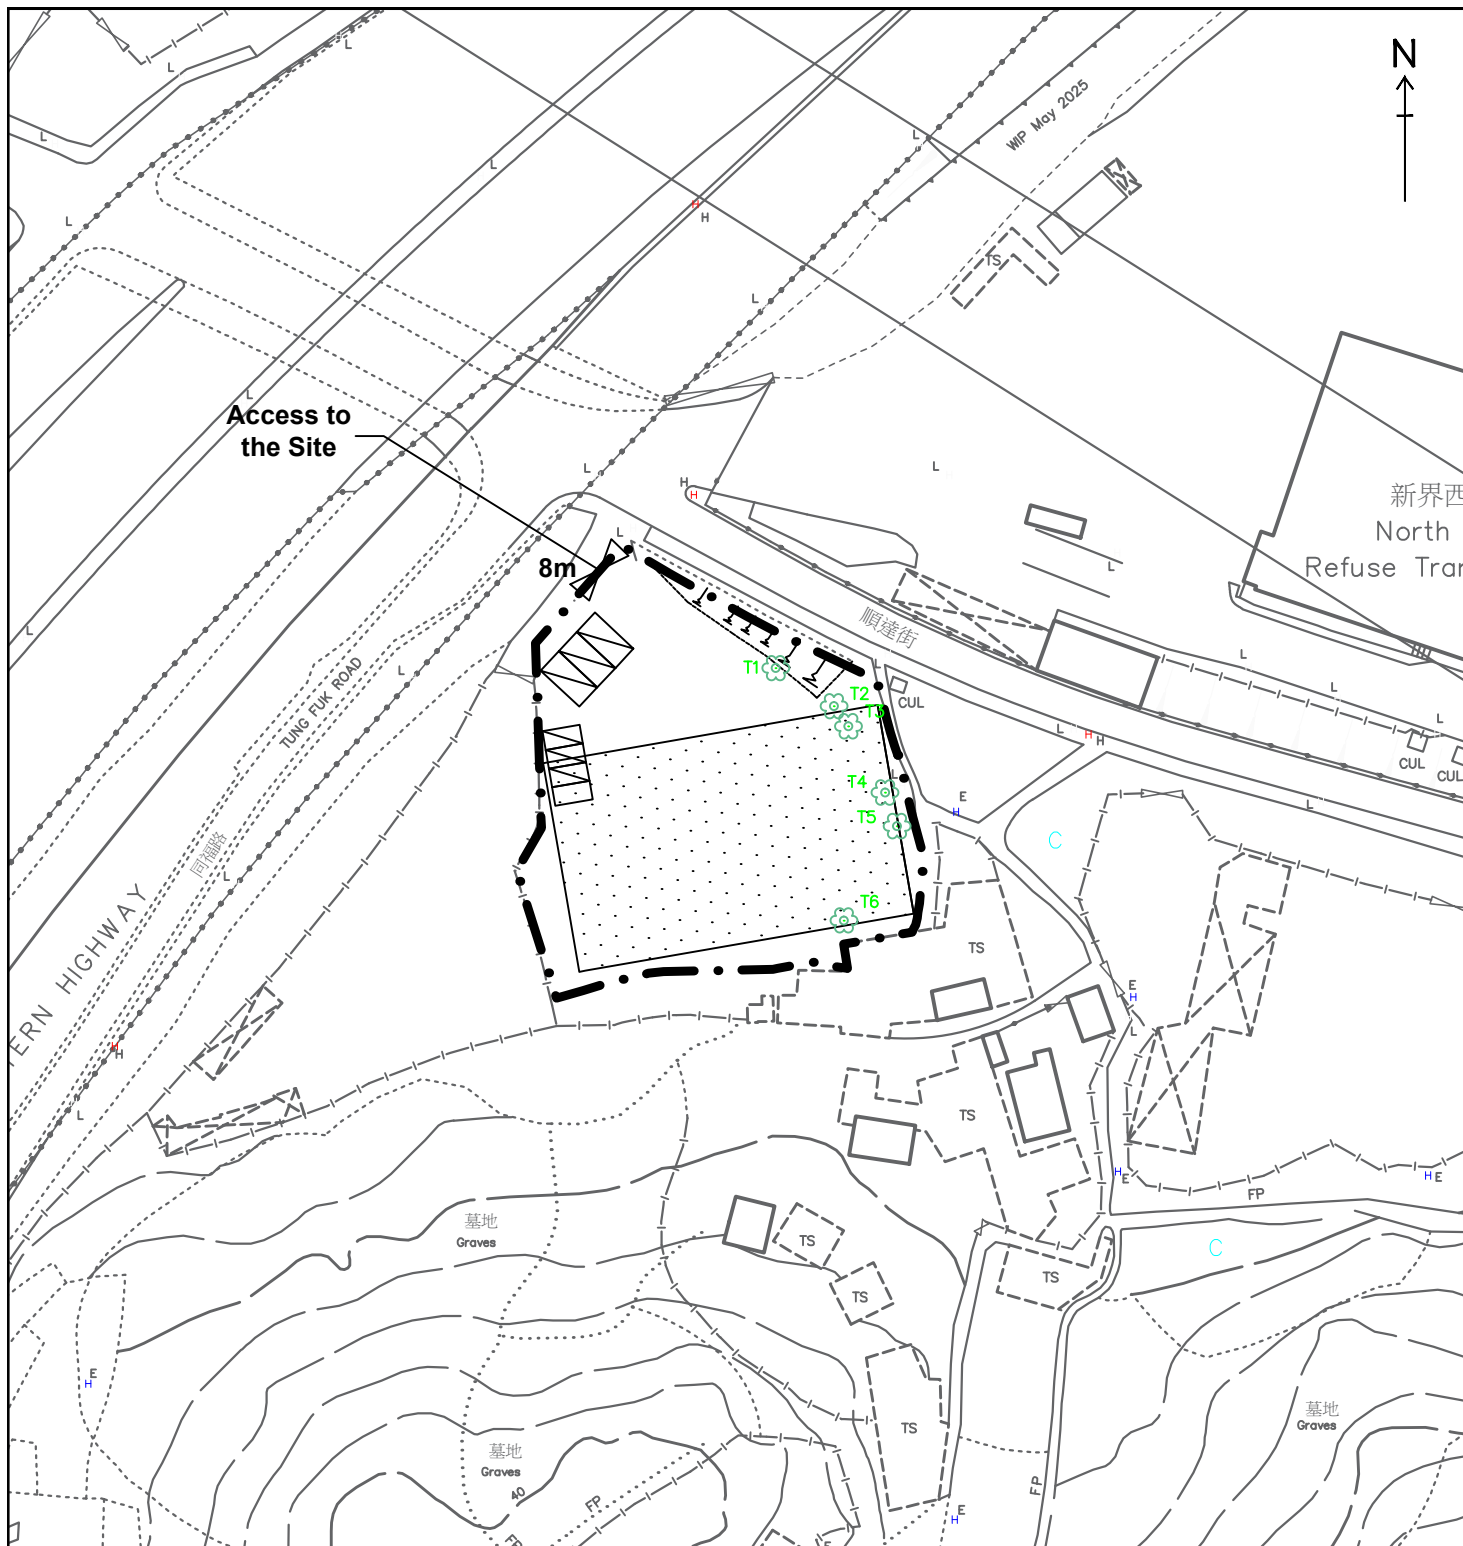 L
L
N
L
WIP May 2025
L
L
L
H
H
TS
L
L
Access to
the Site
L
L
L
H
H
新界西
North
Refuse Tran
L
8m
L
順達街
L
T1
T2
T3
CUL
L
L
L
L
TUNG FUK ROAD
L
L
H
H
CUL
CUL
T4
L
T5
E
H
L
C
同福路
L
T6
TS
ERN HIGHWAY
E
H
L
H
H
L
TS
H
E
H
E
FP
墓地
Graves
TS
C
TS
TS
E
H
墓地
Graves
TS
墓地
Graves
40
FP
FP
FP
E
H